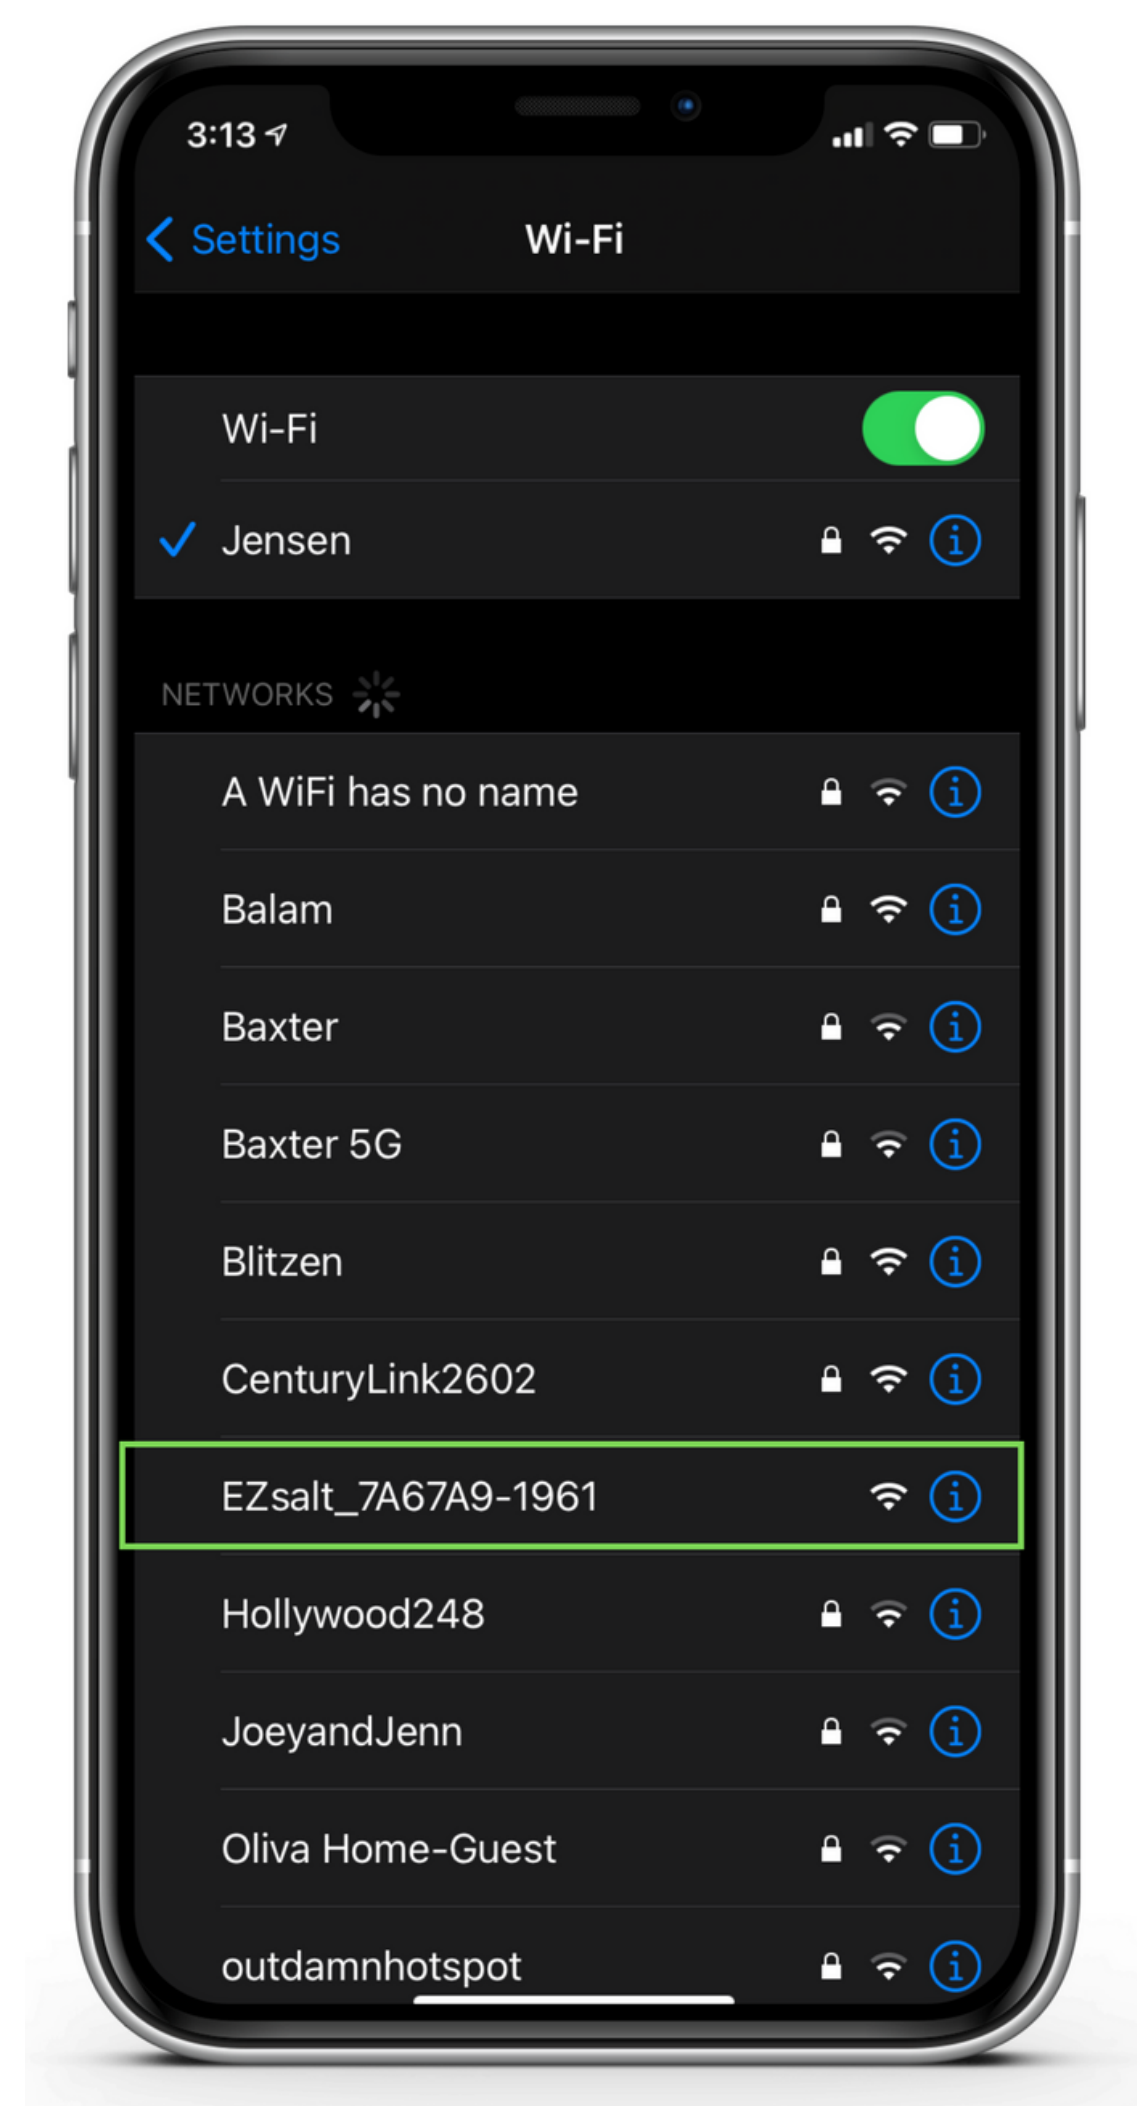 3:13
Settings
Wi-Fi
Wi-Fi
Jensen
NETWORKS
A WiFi has no name
Balam
Baxter
Baxter 5G
Blitzen
CenturyLink2602
EZsalt_7A67A9-1961
Hollywood248
JoeyandJenn
Oliva Home-Guest
outdamnhotspot